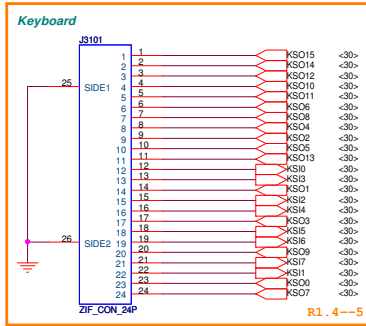 Keyboard
J3101
1 1 KSO15 <30>
2 2 KSO14 <30>
3 3 KSO12 <30>
25 SIDE1 4 4 KSO10 <30>
5 5 KSO11 <30>
6 6 KSO6 <30>
7 7 KSO8 <30>
8 8 KSO4 <30>
9 9 KSO2 <30>
10 10 KSO5 <30>
11 11 KSO13 <30>
12 12 KSI0 <30>
13 13 KSI3 <30>
14 14 KSO1 <30>
15 15 KSI2 <30>
16 16 KSI4 <30>
17 17 KSO3 <30>
18 18 KSI5 <30>
26 SIDE2 19 19 KSI6 <30>
20 20 KSO9 <30>
21 21 KSI7 <30>
22 22 KSI1 <30>
23 23 KSO0 <30>
24 24 KSO7 <30>
ZIF_CON_24P
R1.4--5